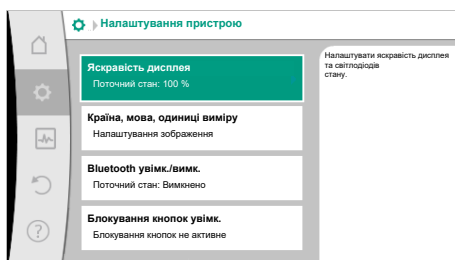 Налаштування пристрою
Яскравість дисплея
Поточний стан: 100 %
Країна, мова, одиниці виміру
Налаштування зображення
Bluetooth увімк./вимк.
Поточний стан: Вимкнено
Блокування кнопок увімк.
Блокування кнопок не активне
Налаштувати яскравість дисплея
та світлодіодів
стану.